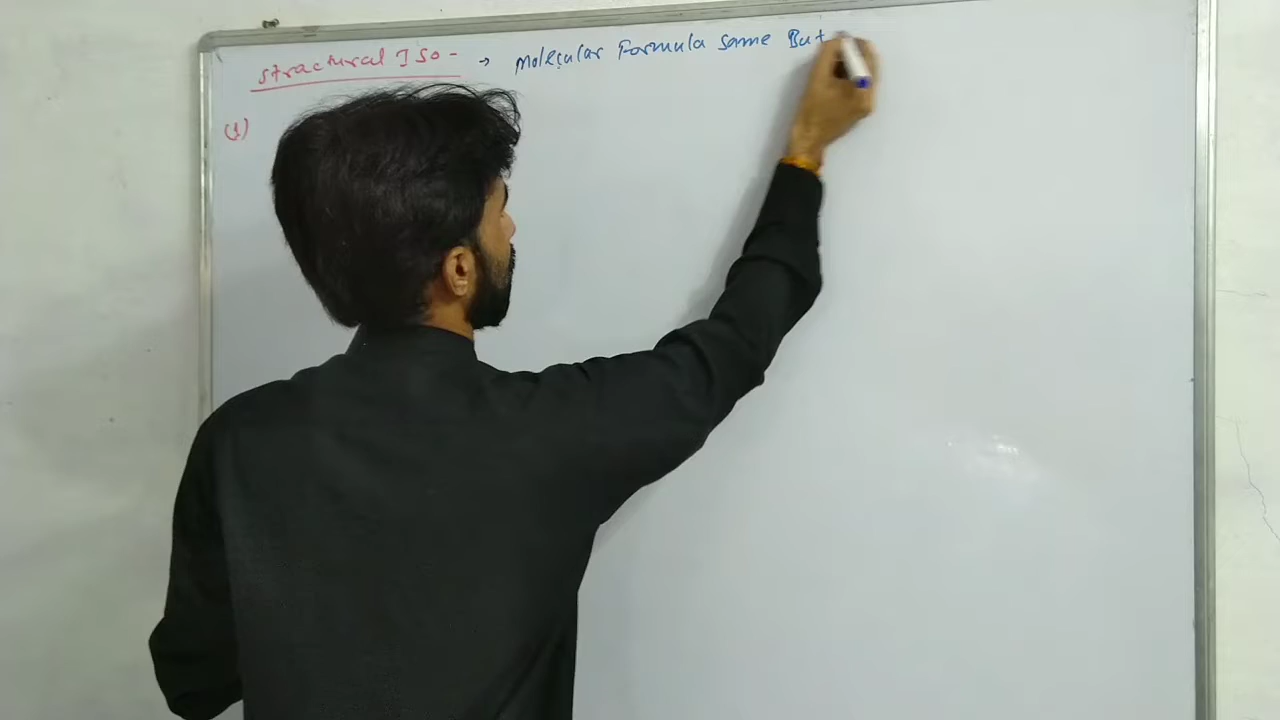 Structural Iso- → Molecular Formula same But
(1)